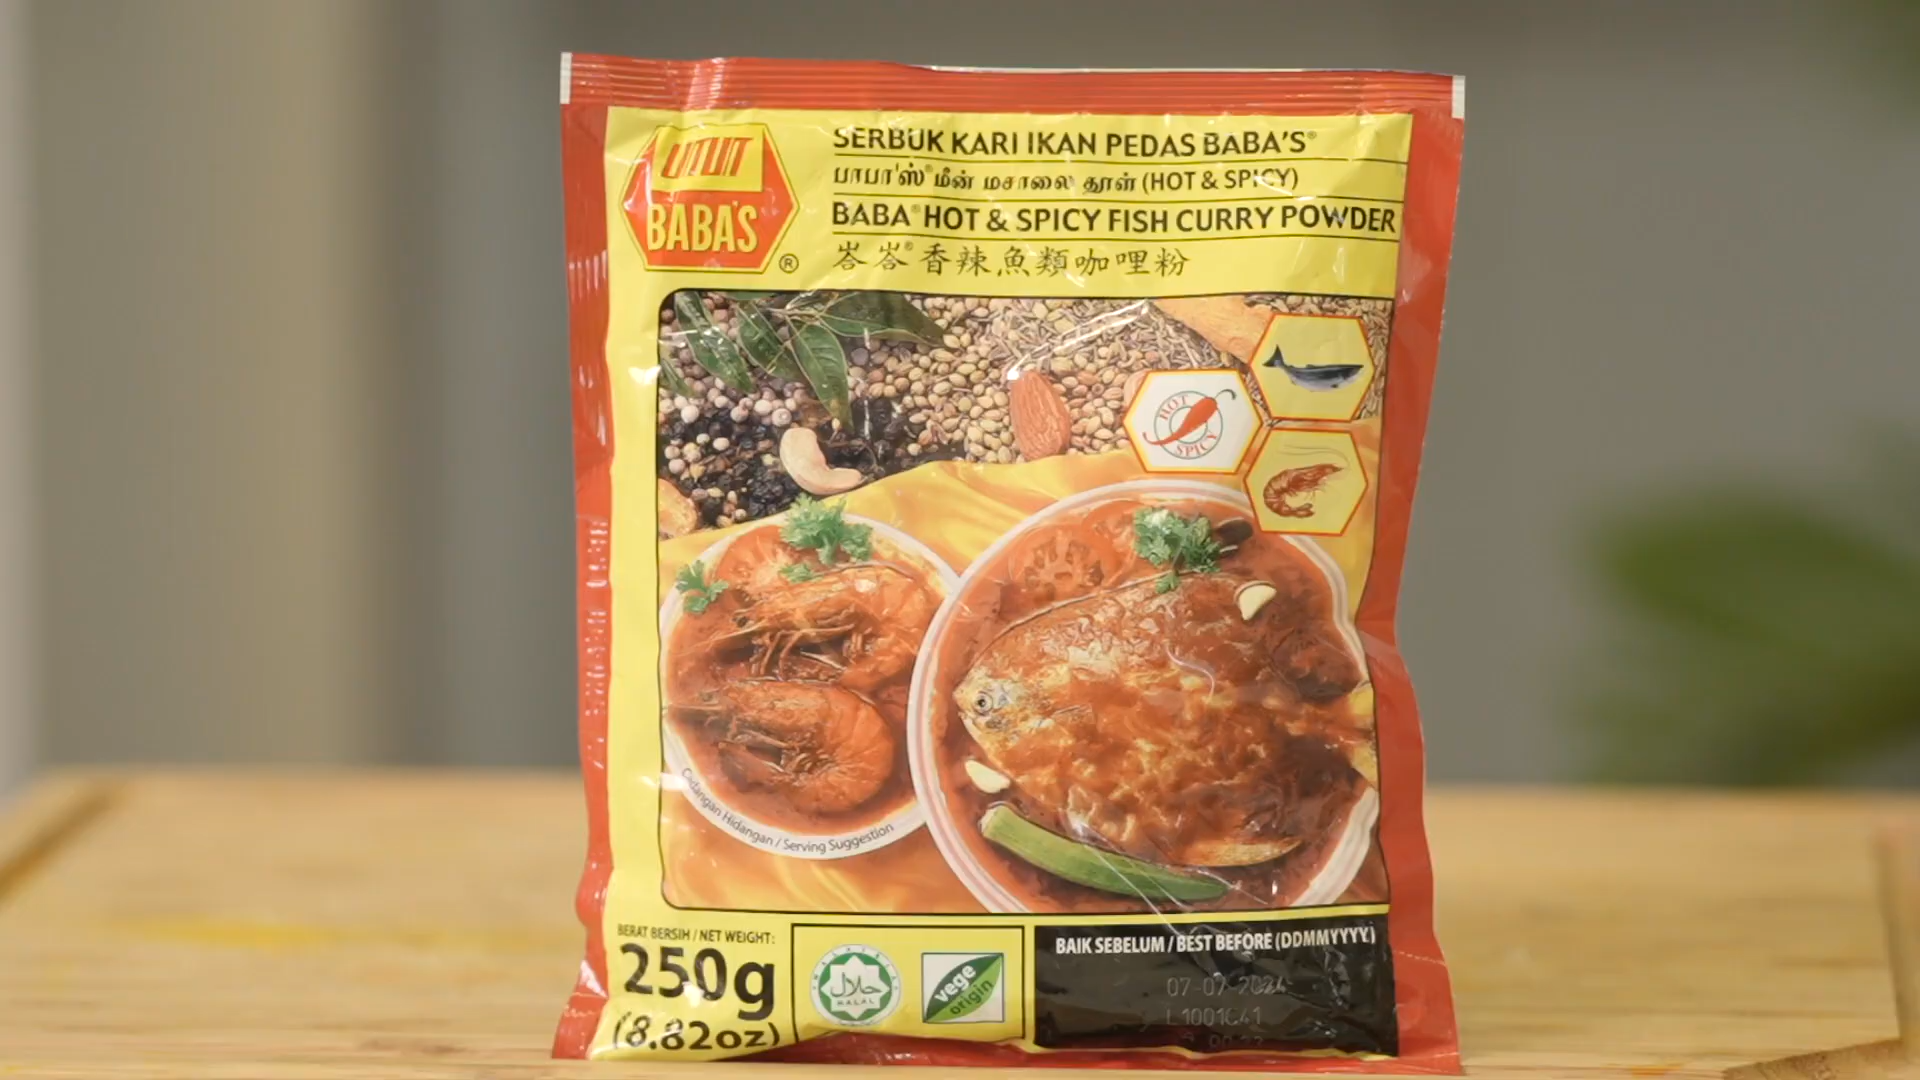 பாபா
BABA'S
®
SERBUK KARI IKAN PEDAS BABA'S®
பாபா'ஸ்® மீன் மசாலை தூள் (HOT & SPICY)
BABA® HOT & SPICY FISH CURRY POWDER
峇峇®香辣魚類咖哩粉
HOT
SPICY
Cadangan Hidangan / Serving Suggestion
BERAT BERSIH / NET WEIGHT:
250g
(8.82oz)
MALAYSIA
حلال
HALAL
vege
origin
BAIK SEBELUM / BEST BEFORE (DDMMYYYY)
07-07-2024